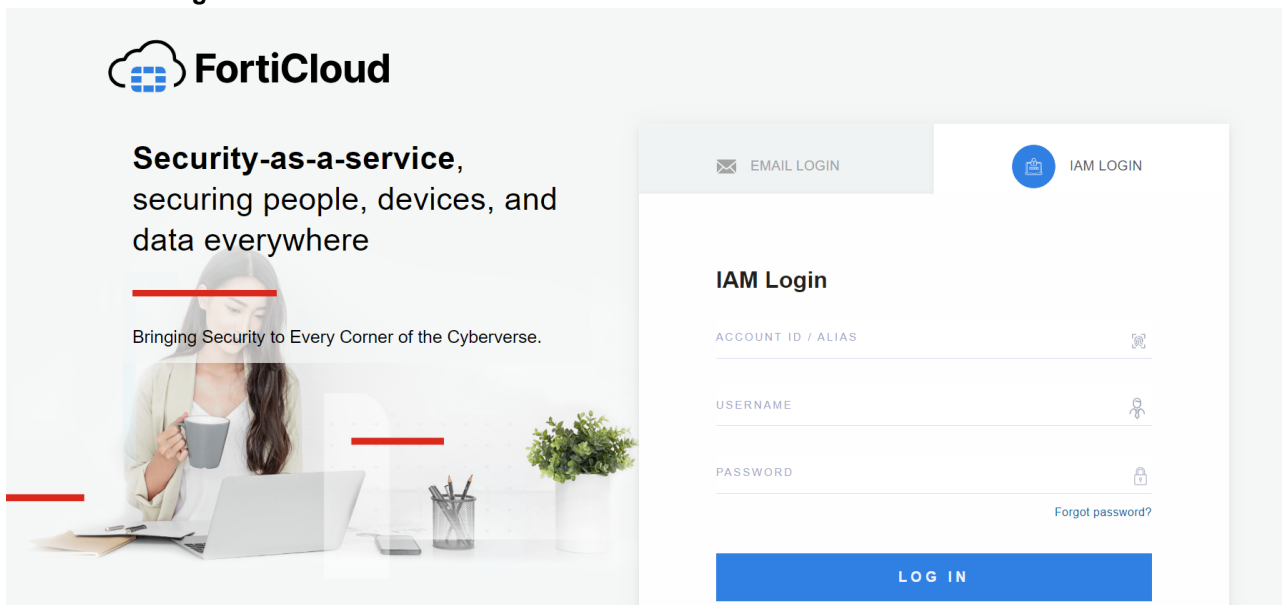 FortiCloud
Security-as-a-service,
securing people, devices, and
data everywhere
Bringing Security to Every Corner of the Cyberverse.
EMAIL LOGIN
IAM LOGIN
IAM Login
ACCOUNT ID / ALIAS
USERNAME
PASSWORD
Forgot password?
LOG IN